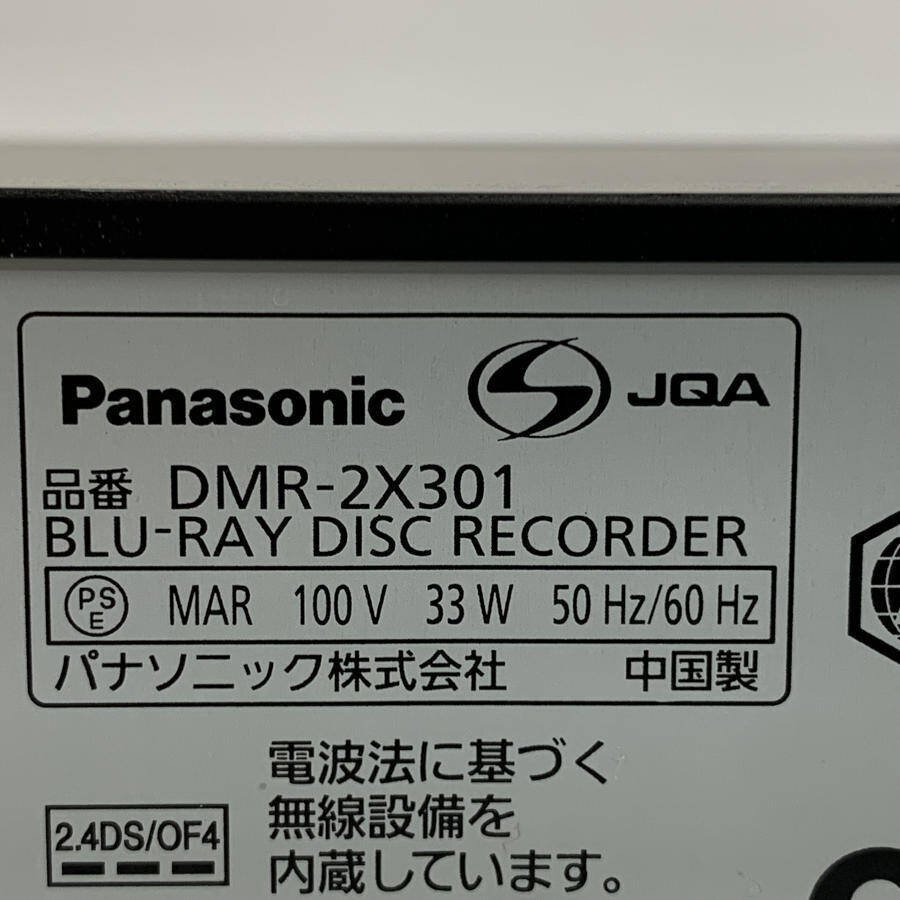 Panasonic JQA
品番 DMR-2X301
BLU-RAY DISC RECORDER
PSE MAR 100 V 33 W 50 Hz/60 Hz
パナソニック株式会社 中国製
電波法に基づく
無線設備を
内蔵しています。
2.4DS/OF4